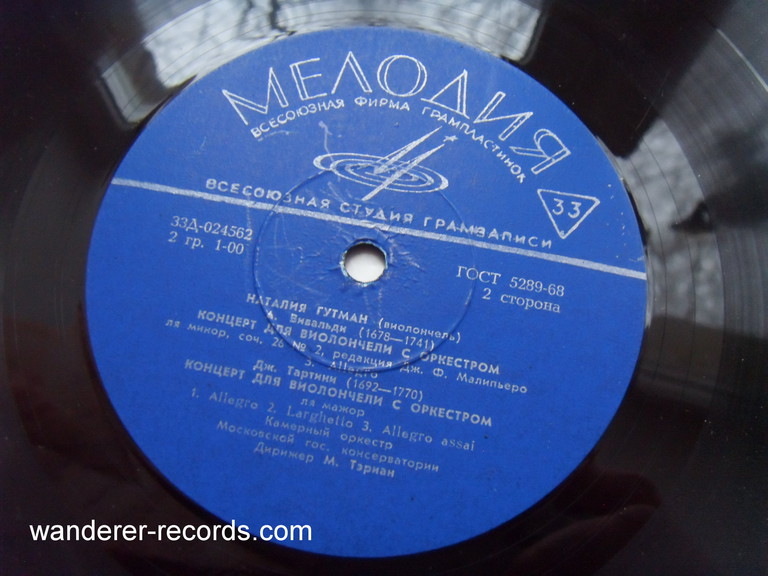 МЕЛОДИЯ
ВСЕСОЮЗНАЯ ФИРМА ГРАМПЛАСТИНОК
33
ВСЕСОЮЗНАЯ СТУДИЯ ГРАМЗАПИСИ
33Д-024562
2 гр. 1-00
ГОСТ 5289-68
2 сторона
НАТАЛИЯ ГУТМАН (виолончель)
А. Вивальди (1678—1741)
КОНЦЕРТ ДЛЯ ВИОЛОНЧЕЛИ С ОРКЕСТРОМ
ля минор, соч. 26 № 2, редакция Дж. Ф. Малипьеро
3. Allegro
Дж. Тартини (1692—1770)
КОНЦЕРТ ДЛЯ ВИОЛОНЧЕЛИ С ОРКЕСТРОМ
ля мажор
1. Allegro 2. Larghetto 3. Allegro assai
Камерный оркестр
Московской гос. консерватории
Дирижер М. Тэриан
wanderer-records.com